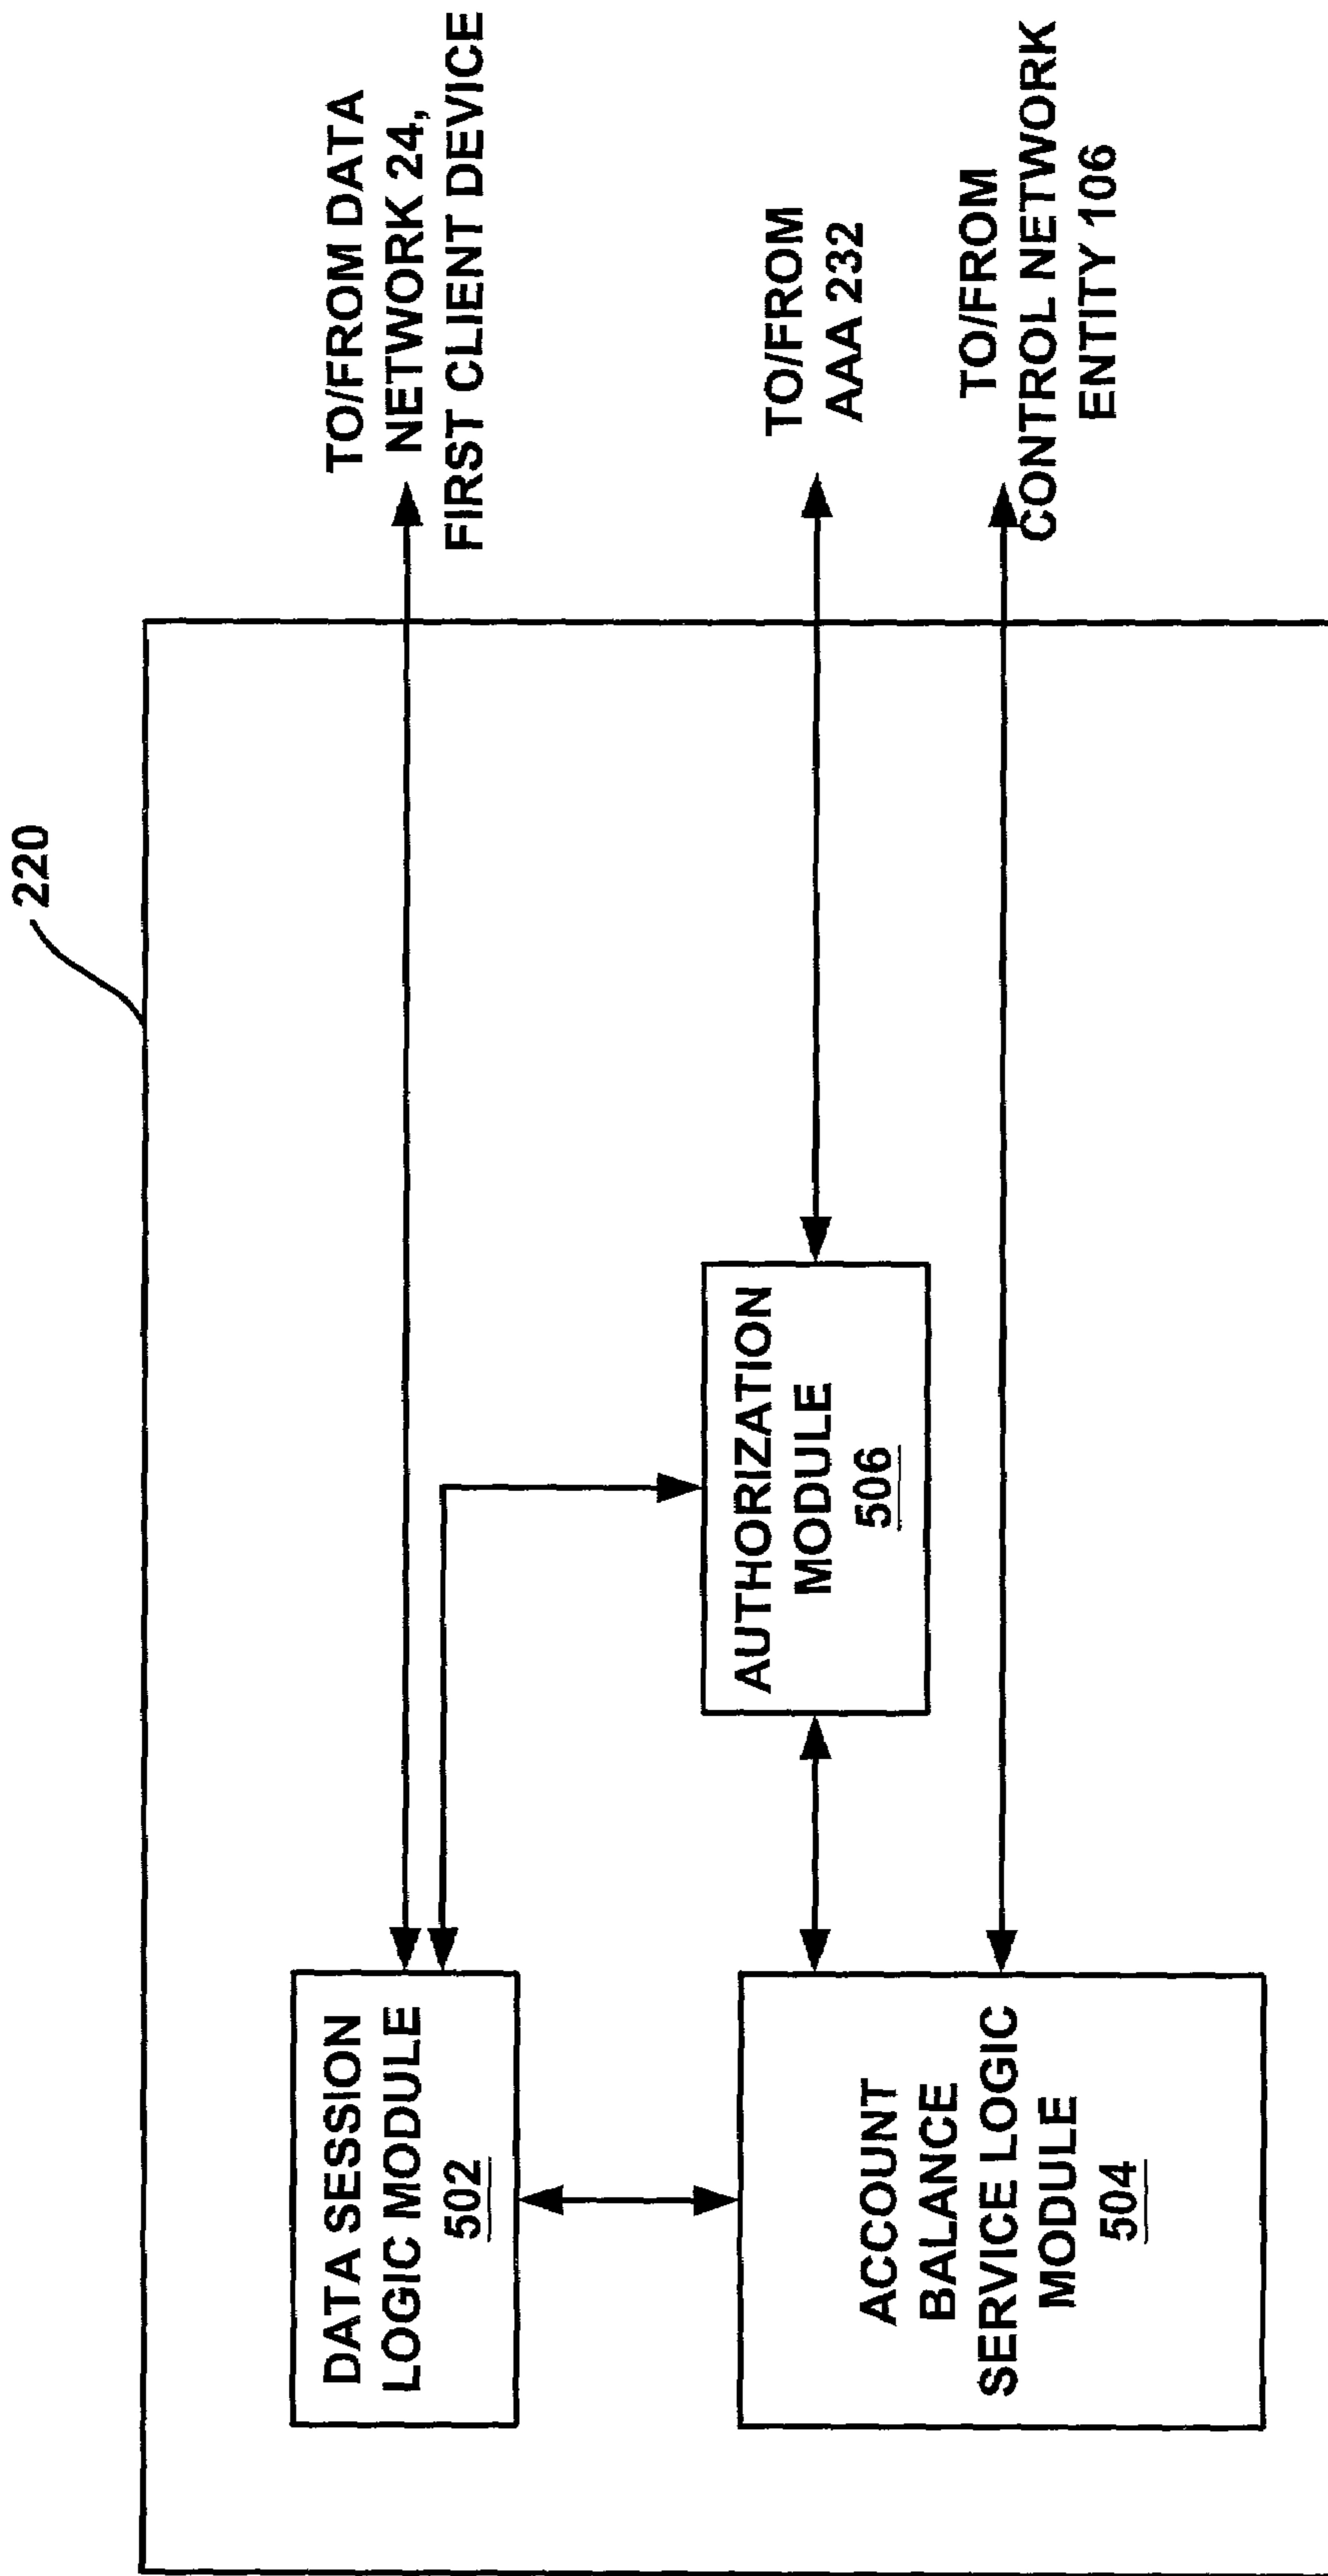 220
DATA SESSION
LOGIC MODULE
502
ACCOUNT
BALANCE
SERVICE LOGIC
MODULE
504
AUTHORIZATION
MODULE
506
TO/FROM DATA
NETWORK 24,
FIRST CLIENT DEVICE
TO/FROM
AAA 232
TO/FROM
CONTROL NETWORK
ENTITY 106